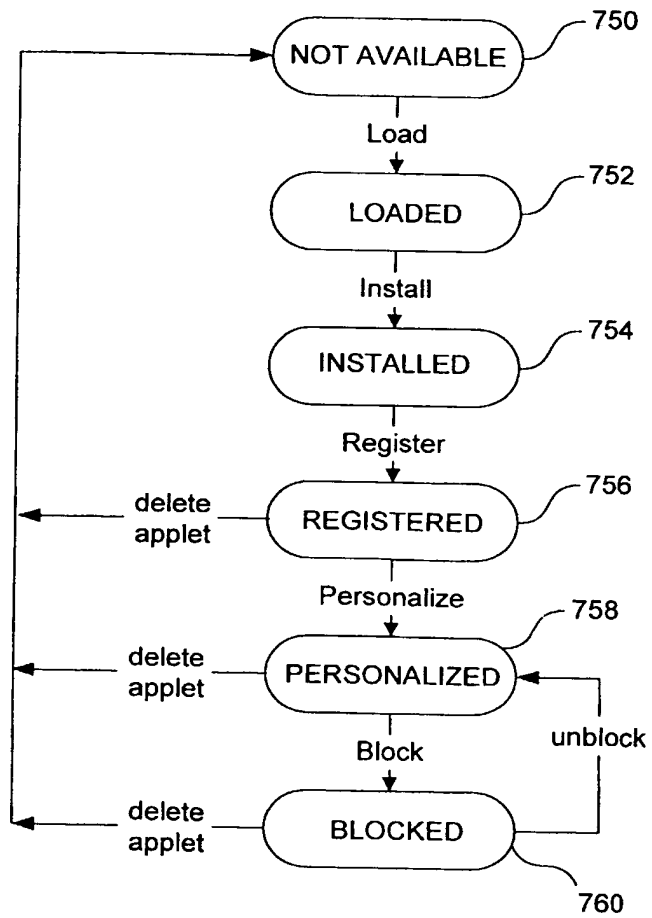 750
NOT AVAILABLE
Load
752
LOADED
Install
754
INSTALLED
Register
756
delete
applet
REGISTERED
Personalize
758
delete
applet
PERSONALIZED
Block
unblock
delete
applet
BLOCKED
760